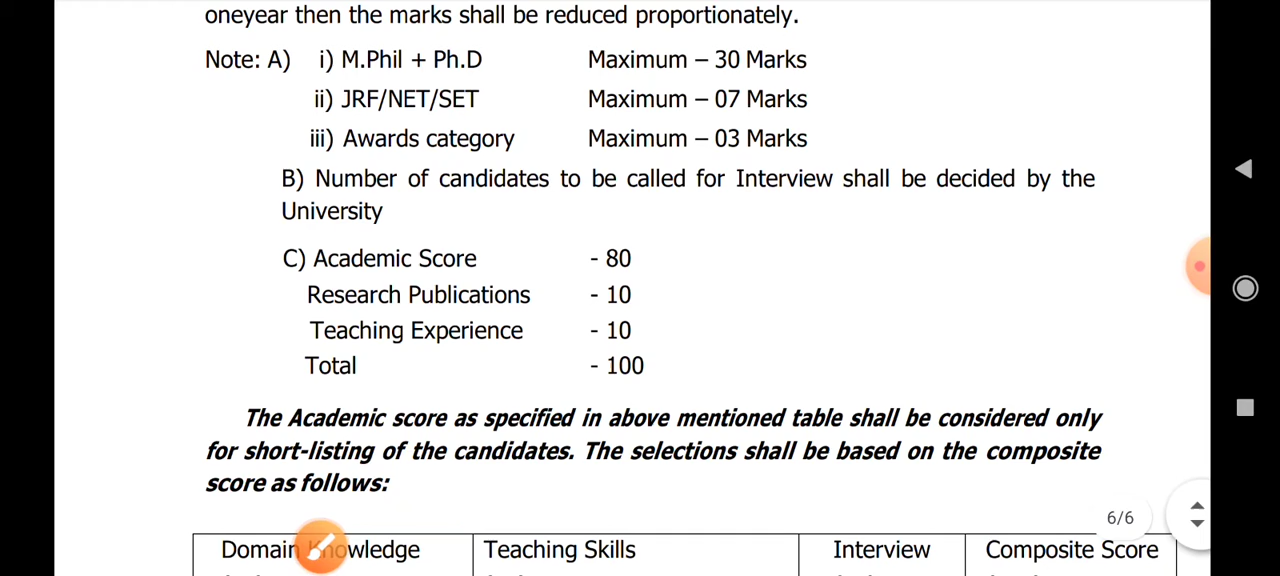 oneyear then the marks shall be reduced proportionately.
Note: A) i) M.Phil + Ph.D Maximum – 30 Marks
ii) JRF/NET/SET Maximum – 07 Marks
iii) Awards category Maximum – 03 Marks
B) Number of candidates to be called for Interview shall be decided by the
University
C) Academic Score - 80
Research Publications - 10
Teaching Experience - 10
Total - 100
The Academic score as specified in above mentioned table shall be considered only
for short-listing of the candidates. The selections shall be based on the composite
score as follows:
6/6
Domain Knowledge Teaching Skills Interview Composite Score